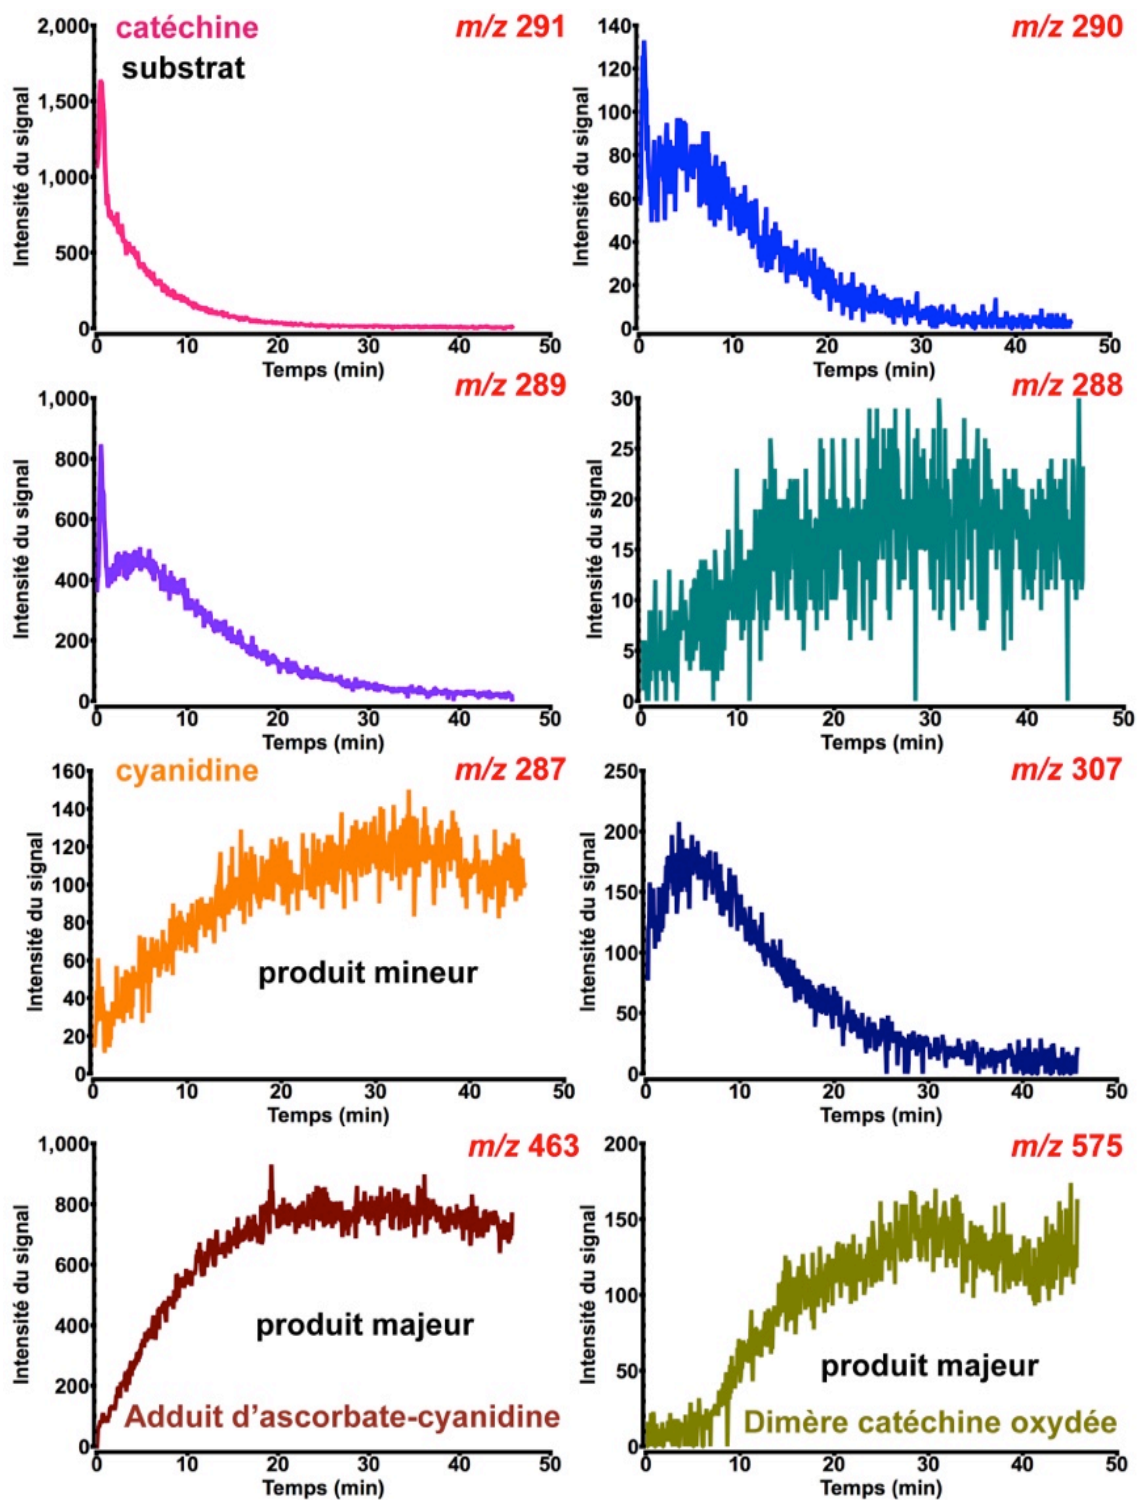 catéchine
substrat
m/z 291
2,000
1,500
1,000
500
0
Intensité du signal
0 10 20 30 40 50
Temps (min)
m/z 290
140
120
100
80
60
40
20
0
Intensité du signal
0 10 20 30 40 50
Temps (min)
m/z 289
1,000
800
600
400
200
0
Intensité du signal
0 10 20 30 40 50
Temps (min)
m/z 288
30
25
20
15
10
5
0
Intensité du signal
0 10 20 30 40 50
Temps (min)
cyanidine
m/z 287
160
140
120
100
80
60
40
20
0
Intensité du signal
produit mineur
0 10 20 30 40 50
Temps (min)
m/z 307
250
200
150
100
50
0
Intensité du signal
0 10 20 30 40 50
Temps (min)
m/z 463
1,000
800
600
400
200
0
Intensité du signal
produit majeur
Adduit d’ascorbate-cyanidine
0 10 20 30 40 50
Temps (min)
m/z 575
200
150
100
50
0
Intensité du signal
produit majeur
Dimère catéchine oxydée
0 10 20 30 40 50
Temps (min)